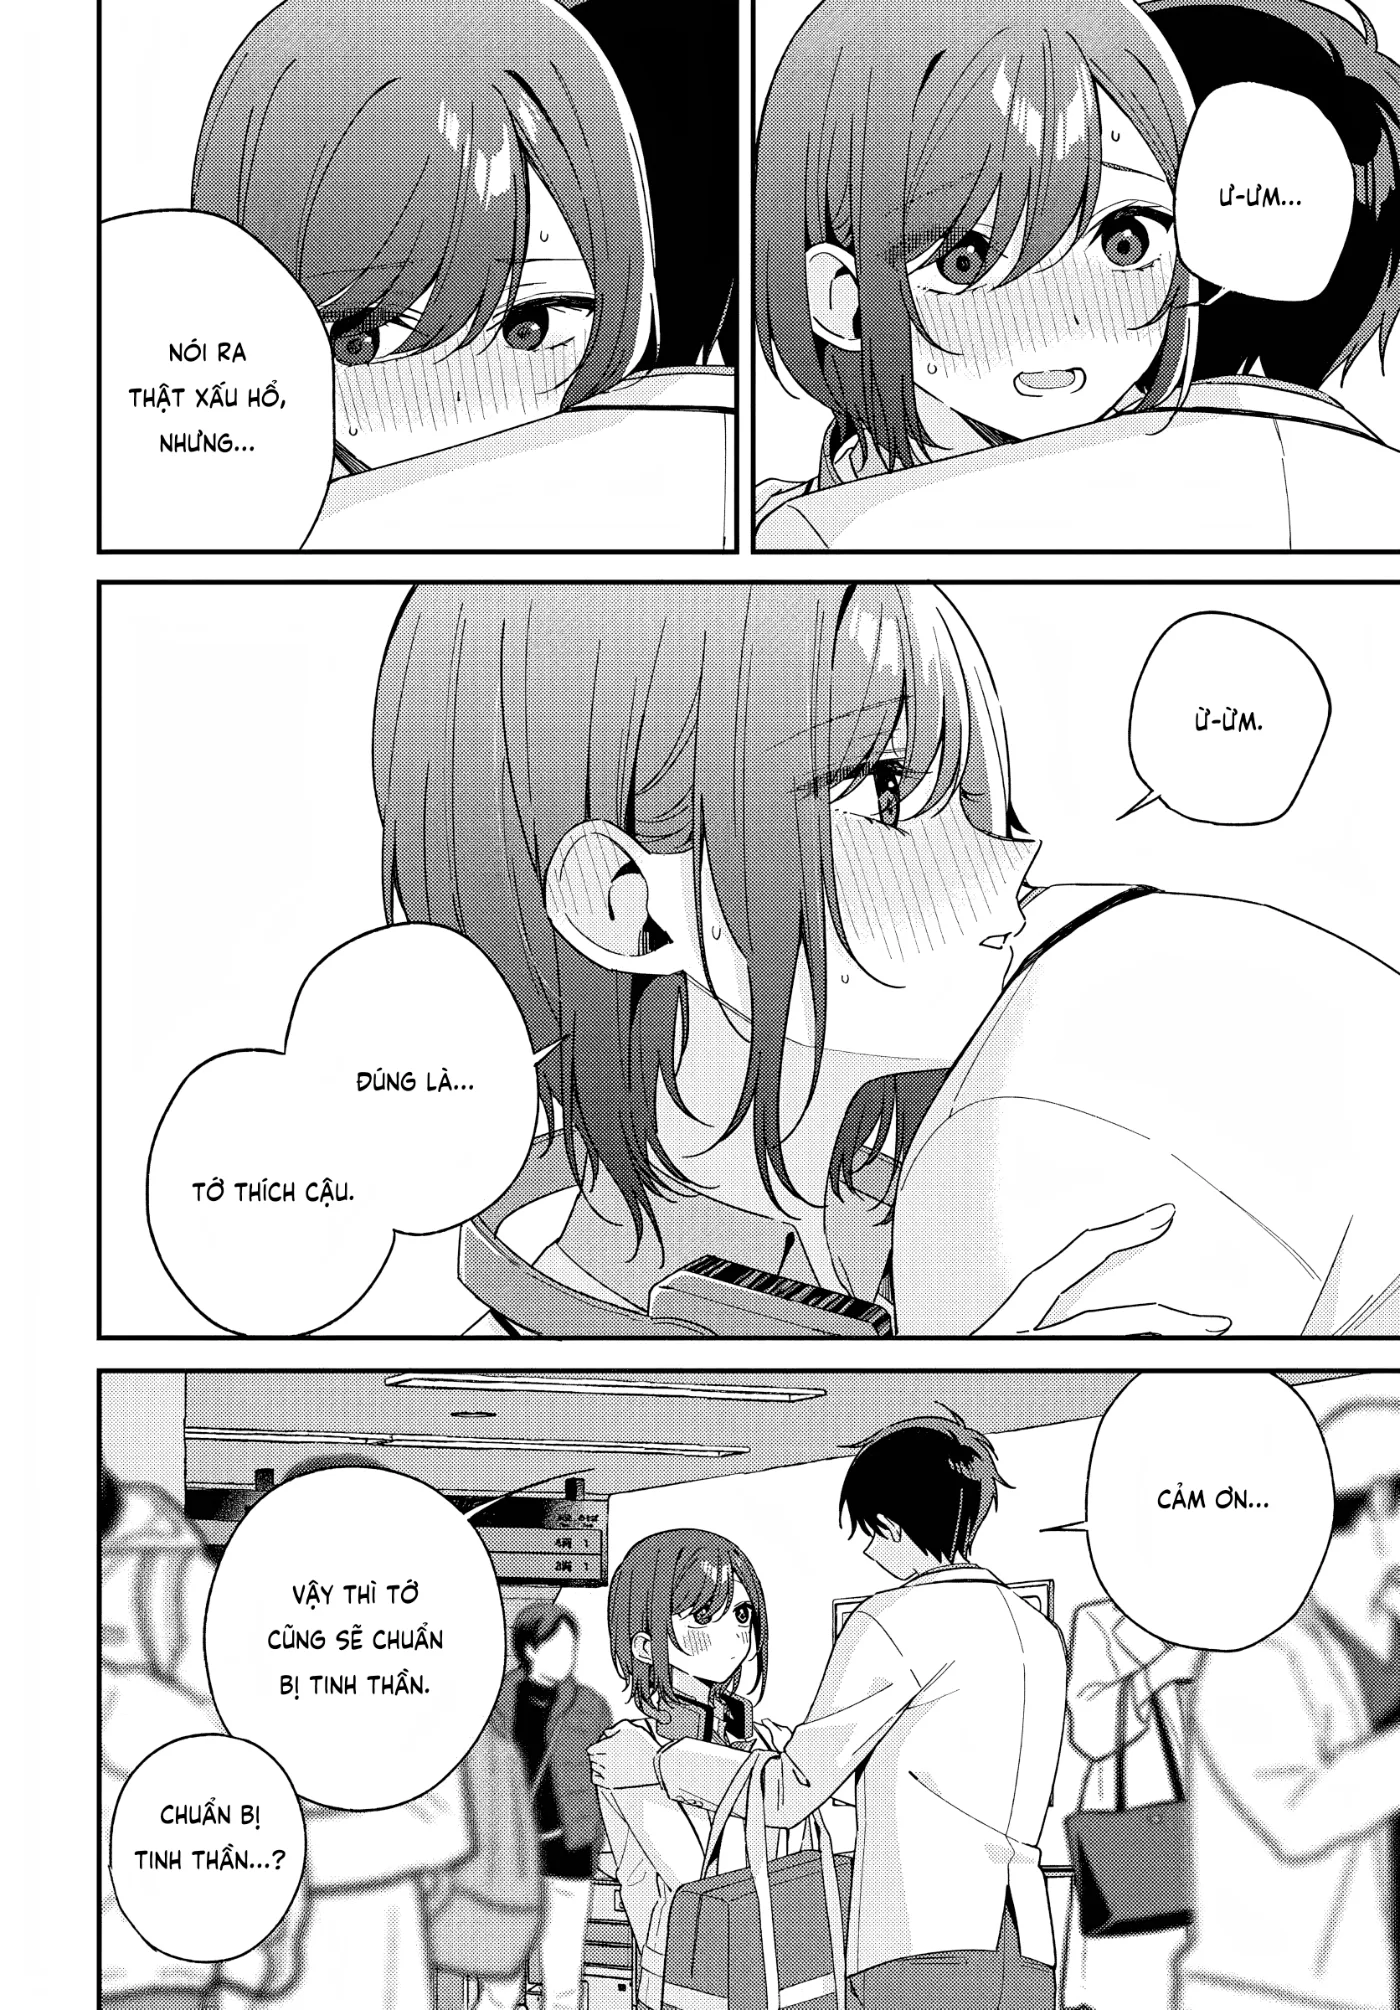 Ư-ƯM...
NÓI RA
THẬT XẤU HỔ,
NHƯNG...
Ừ-ỪM.
ĐÚNG LÀ...
TỚ THÍCH CẬU.
CẢM ƠN...
VẬY THÌ TỚ
CŨNG SẼ CHUẨN
BỊ TINH THẦN.
CHUẨN BỊ
TINH THẦN...?